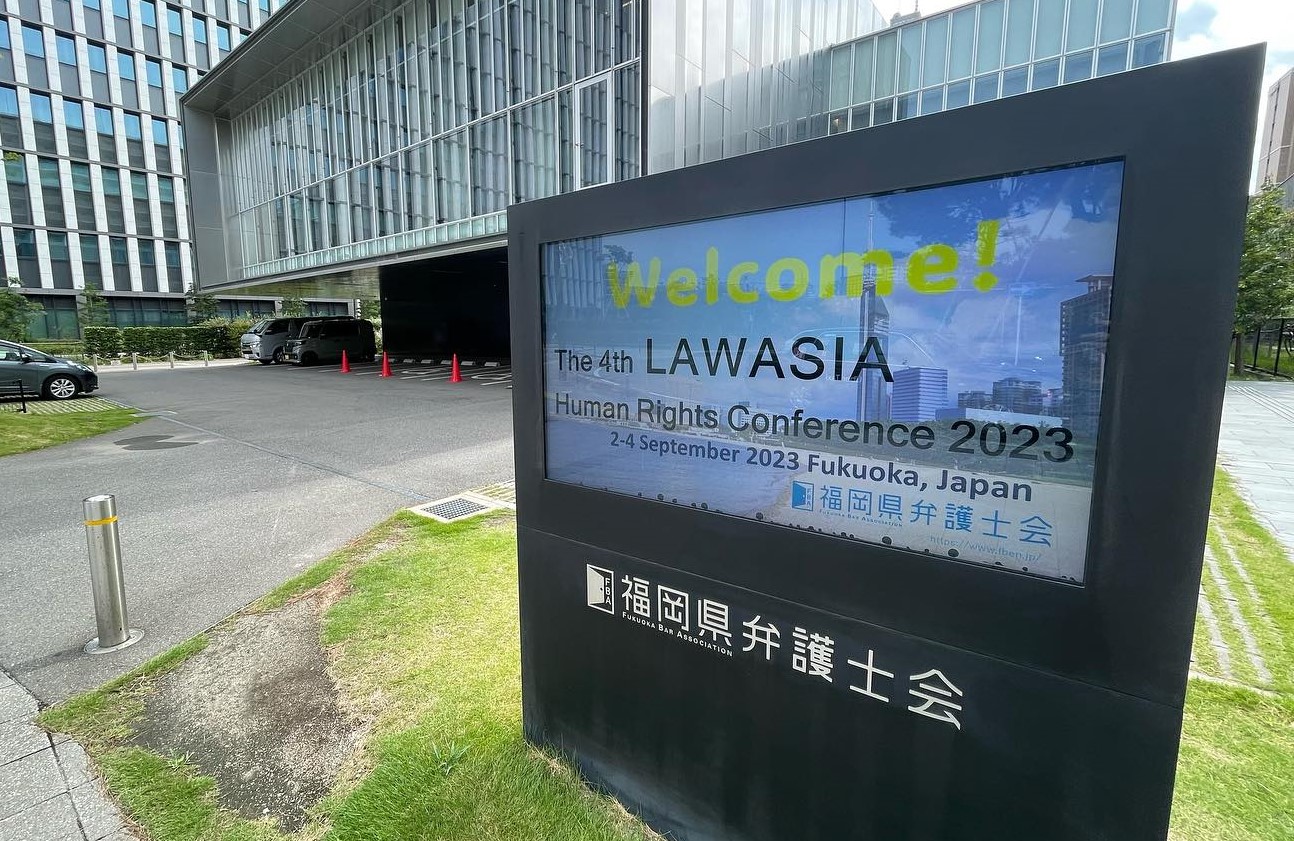 Welcome!
The 4th LAWASIA
Human Rights Conference 2023
2-4 September 2023 Fukuoka, Japan
福岡県弁護士会
Fukuoka Bar Association
https://www.fben.jp/
FBA
福岡県弁護士会
Fukuoka Bar Association